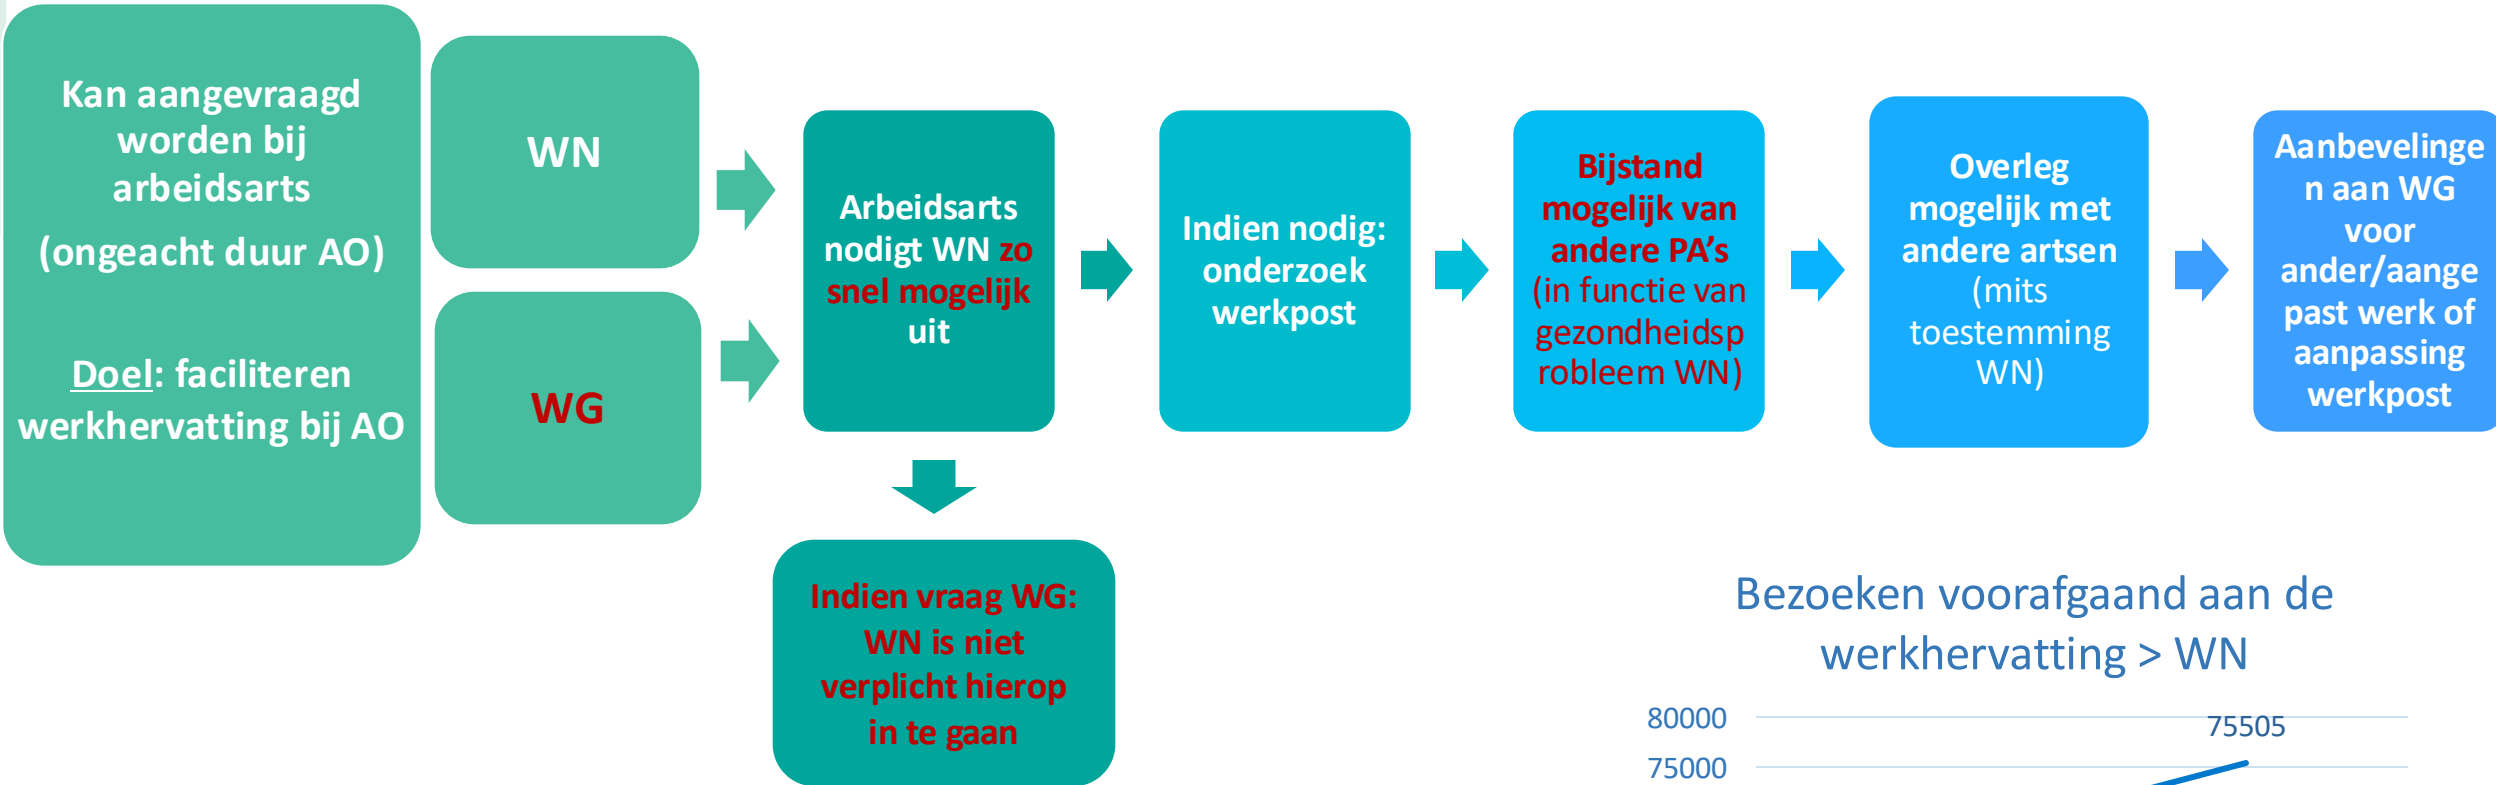 Kan aangevraagd
worden bij
arbeidsarts
(ongeacht duur AO)
Doel: faciliteren
werkhervatting bij AO
WN
WG
Arbeidsarts
nodigt WN zo
snel mogelijk
uit
Indien vraag WG:
WN is niet
verplicht hierop
in te gaan
Indien nodig:
onderzoek
werkpost
Bijstand
mogelijk van
andere PA's
(in functie van
gezondheidsp
robleem WN)
Overleg
mogelijk met
andere artsen
(mits
toestemming
WN)
Aanbevelinge
n aan WG
voor
ander/aange
past werk of
aanpassing
werkpost
Bezoeken voorafgaand aan de
werkhervatting > WN
80000
75505
75000